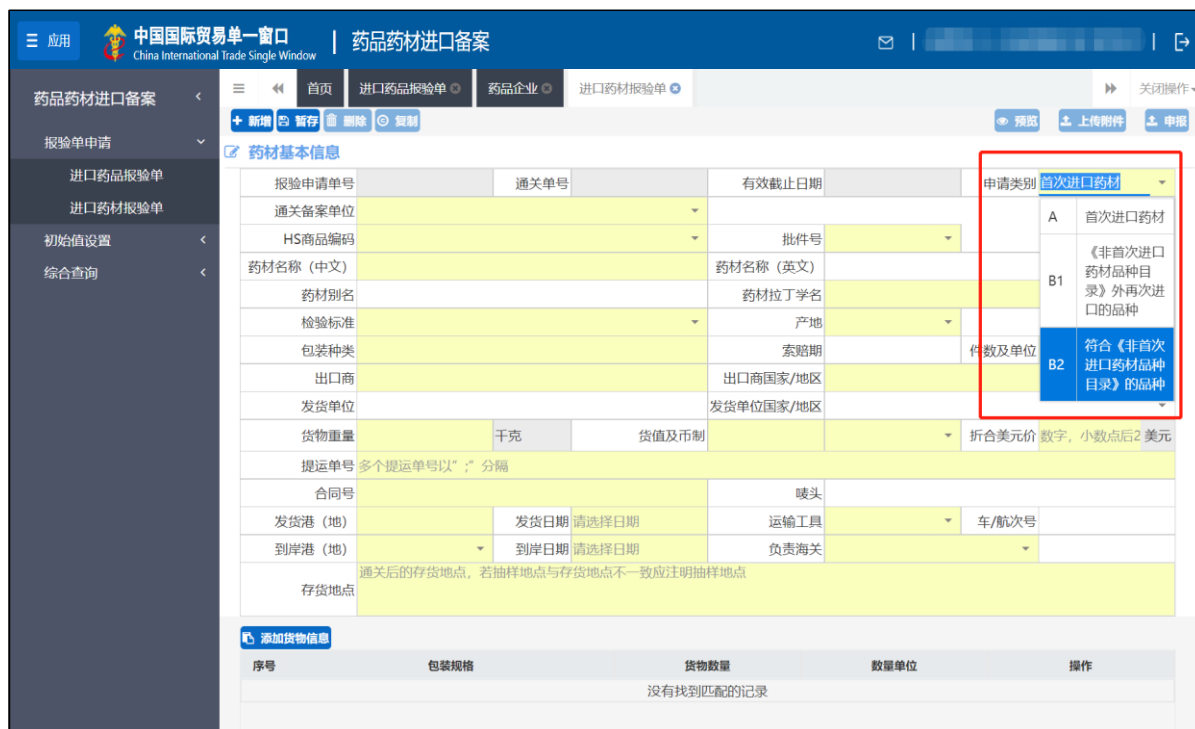 应用
中国国际贸易单一窗口
China International Trade Single Window
药品药材进口备案
药品药材进口备案
报验单申请
进口药品报验单
进口药材报验单
初始值设置
综合查询
首页 进口药品报验单 药品企业 进口药材报验单 关闭操作
新增 暂存 删除 复制 预览 上传附件 申报
药材基本信息
报验申请单号 通关单号 有效截止日期 申请类别 首次进口药材
A 首次进口药材
B1 《非首次进口
药材品种目
录》外再次进
口的品种
B2 符合《非首次
进口药材品种
目录》的品种
通关备案单位
HS商品编码 批件号
药材名称（中文） 药材名称（英文）
药材别名 药材拉丁学名
检验标准 产地
包装种类 索赔期 件数及单位
出口商 出口商国家/地区
发货单位 发货单位国家/地区
货物重量 千克 货值及币制 折合美元价 数字，小数点后2 美元
提运单号 多个提运单号以”;”分隔
合同号 唛头
发货港（地） 发货日期 请选择日期 运输工具 车/航次号
到岸港（地） 到岸日期 请选择日期 负责海关
存货地点 通关后的存货地点，若抽样地点与存货地点不一致应注明抽样地点
添加货物信息
序号 包装规格 货物数量 数量单位 操作
没有找到匹配的记录